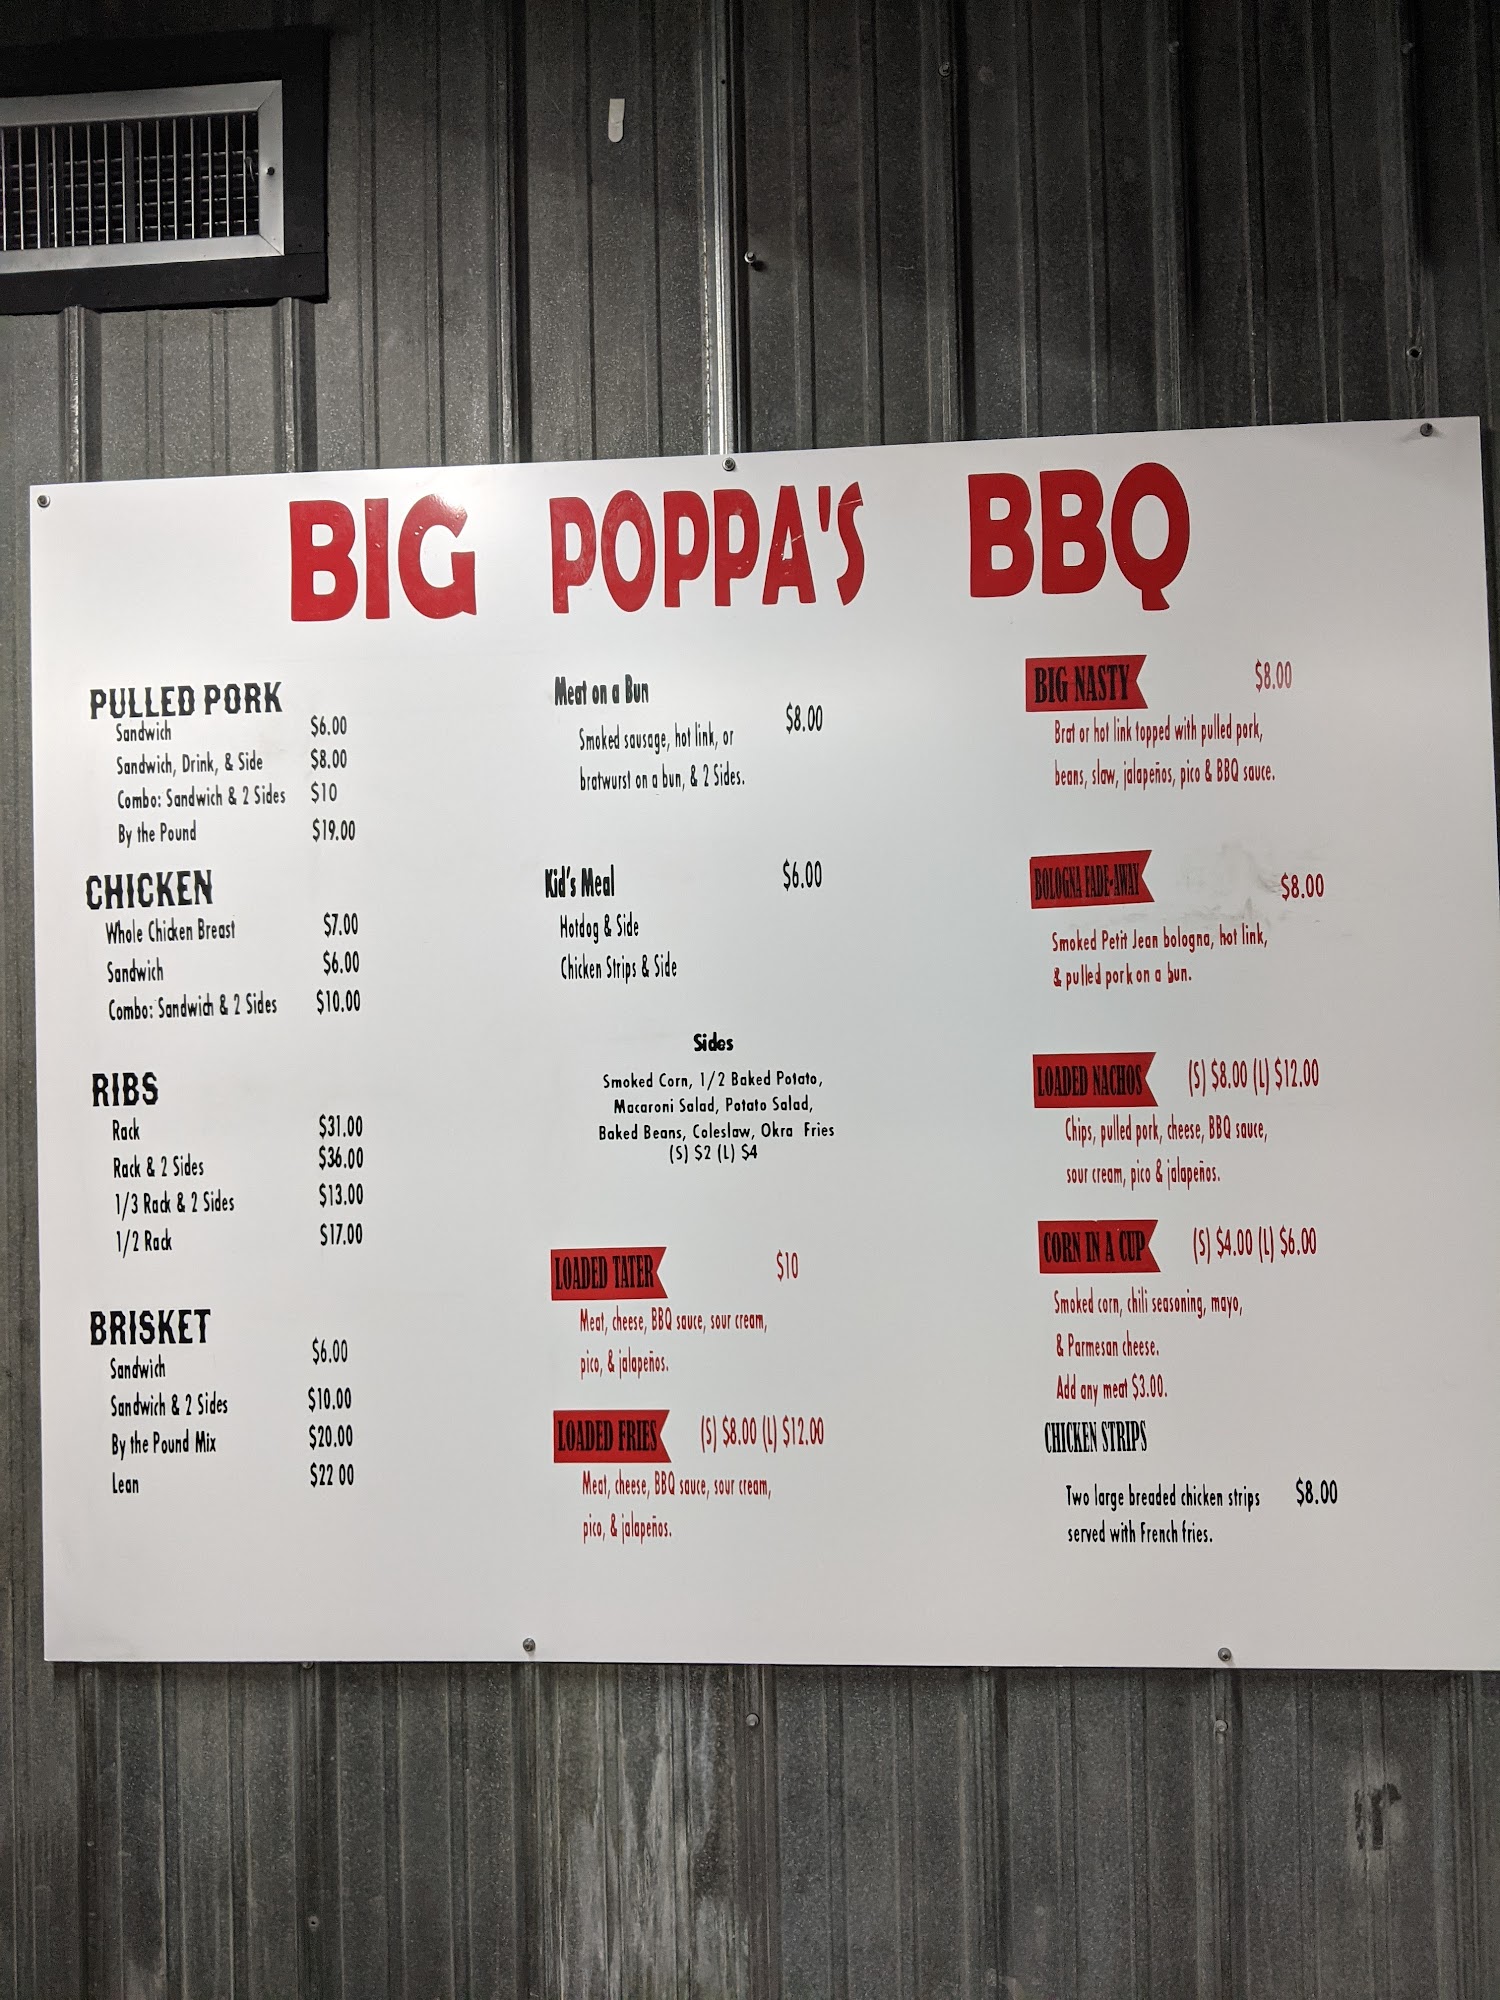 BIG POPPA'S BBQ
PULLED PORK
Sandwich $6.00
Sandwich, Drink, & Side $8.00
Combo: Sandwich & 2 Sides $10
By the Pound $19.00
CHICKEN
Whole Chicken Breast $7.00
Sandwich $6.00
Combo: Sandwich & 2 Sides $10.00
RIBS
Rack $31.00
Rack & 2 Sides $36.00
1/3 Rack & 2 Sides $13.00
1/2 Rack $17.00
BRISKET
Sandwich $6.00
Sandwich & 2 Sides $10.00
By the Pound Mix $20.00
Lean $22 00
Meat on a Bun $8.00
Smoked sausage, hot link, or
bratwurst on a bun, & 2 Sides.
Kid's Meal $6.00
Hotdog & Side
Chicken Strips & Side
Sides
Smoked Corn, 1/2 Baked Potato,
Macaroni Salad, Potato Salad,
Baked Beans, Coleslaw, Okra Fries
(S) $2 (L) $4
LOADED TATER $10
Meat, cheese, BBQ sauce, sour cream,
pico, & jalapeños.
LOADED FRIES (S) $8.00 (L) $12.00
Meat, cheese, BBQ sauce, sour cream,
pico, & jalapeños.
BIG NASTY $8.00
Brat or hot link topped with pulled pork,
beans, slaw, jalapeños, pico & BBQ sauce.
BOLOGNA FADE-AWAY $8.00
Smoked Petit Jean bologna, hot link,
& pulled pork on a bun.
LOADED NACHOS (S) $8.00 (L) $12.00
Chips, pulled pork, cheese, BBQ sauce,
sour cream, pico & jalapeños.
CORN IN A CUP (S) $4.00 (L) $6.00
Smoked corn, chili seasoning, mayo,
& Parmesan cheese.
Add any meat $3.00.
CHICKEN STRIPS
Two large breaded chicken strips $8.00
served with French fries.